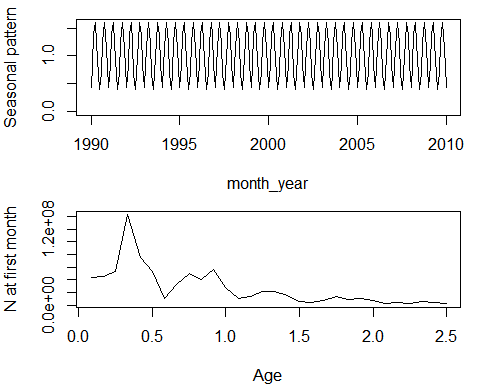 Seasonal pattern
0.0 1.0
1990 1995 2000 2005 2010
month_year
N at first month
0.0e+00 1.2e+08
0.0 0.5 1.0 1.5 2.0 2.5
Age